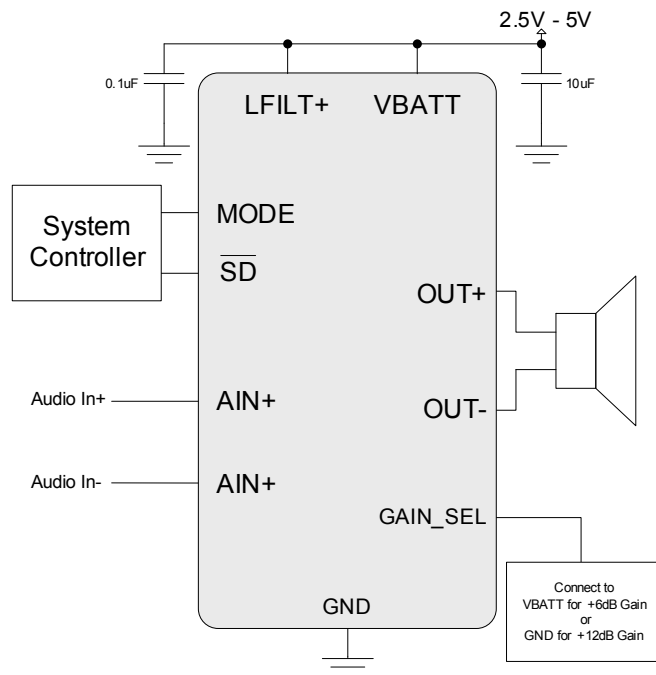 2.5V - 5V
0.1uF
10uF
LFILT+
VBATT
System
Controller
MODE
SD
OUT+
Audio In+
AIN+
OUT-
Audio In-
AIN+
GAIN_SEL
GND
Connect to
VBATT for +6dB Gain
or
GND for +12dB Gain